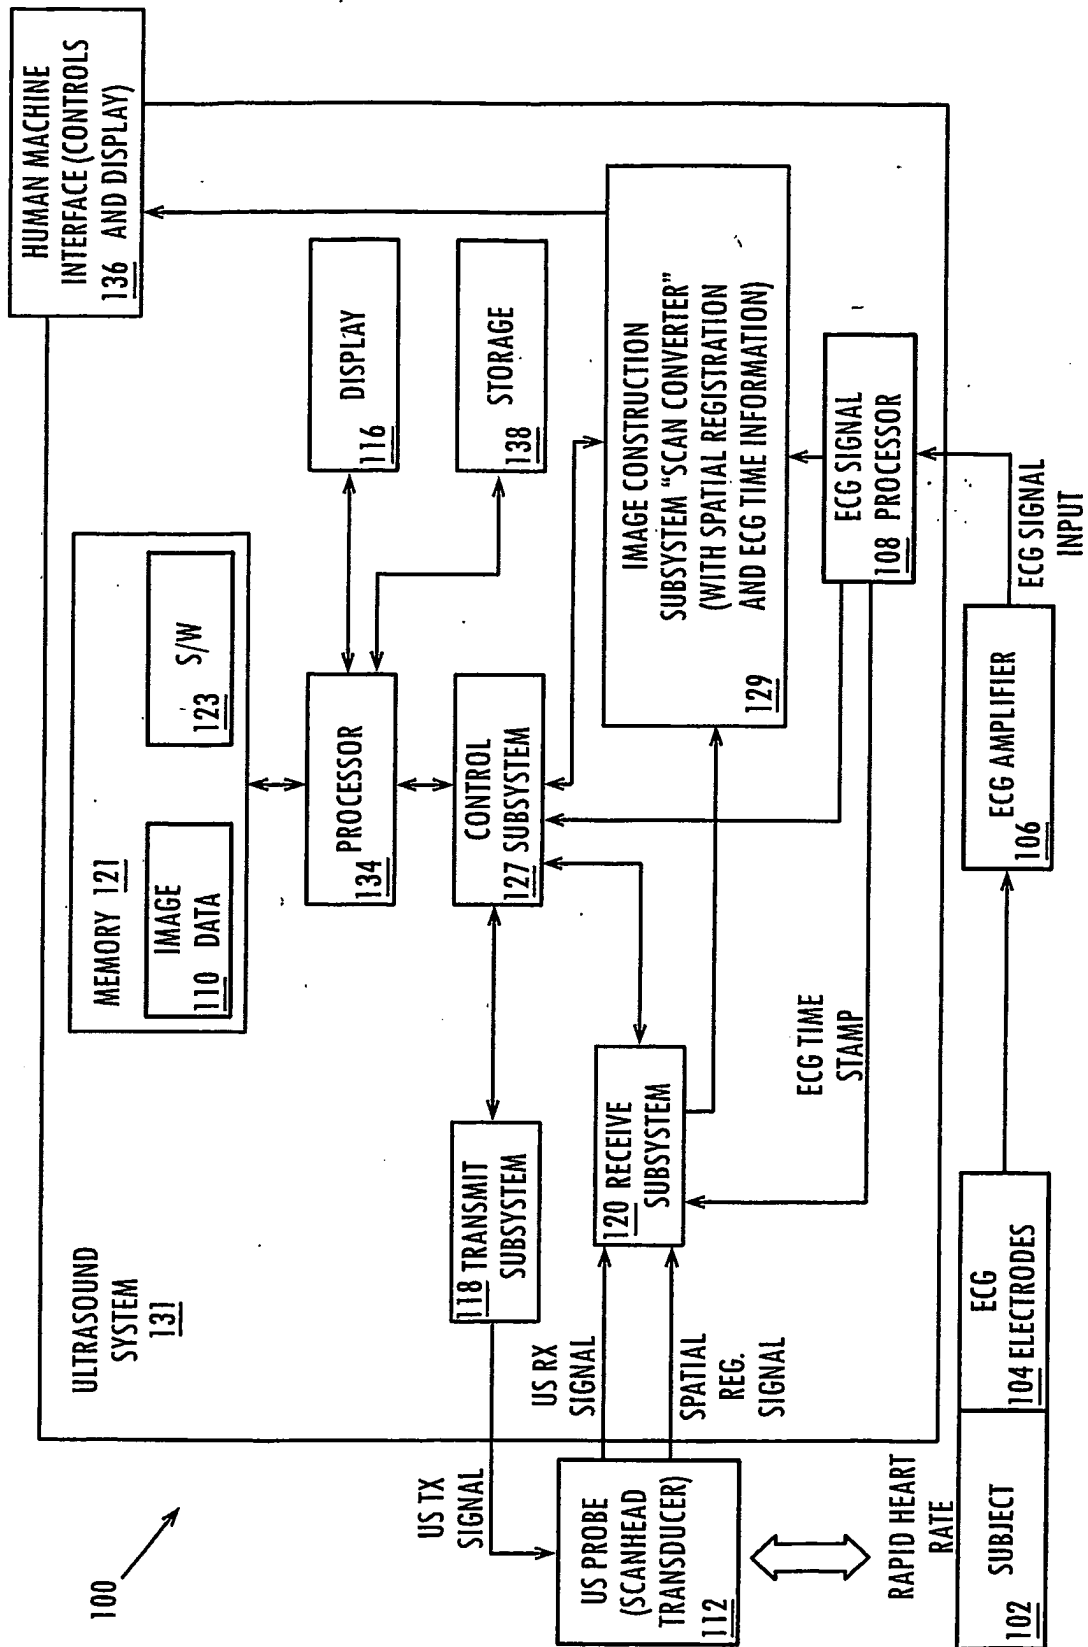 100
ULTRASOUND
SYSTEM
131
HUMAN MACHINE
INTERFACE (CONTROLS
136 AND DISPLAY)
MEMORY 121
IMAGE
110 DATA
S/W
123
PROCESSOR
134
DISPLAY
116
STORAGE
138
CONTROL
127 SUBSYSTEM
118 TRANSMIT
SUBSYSTEM
US TX
SIGNAL
US PROBE
(SCANHEAD
TRANSDUCER)
112
US RX
SIGNAL
SPATIAL
REG.
SIGNAL
120 RECEIVE
SUBSYSTEM
IMAGE CONSTRUCTION
SUBSYSTEM "SCAN CONVERTER"
(WITH SPATIAL REGISTRATION
AND ECG TIME INFORMATION)
129
ECG TIME
STAMP
ECG SIGNAL
108 PROCESSOR
RAPID HEART
RATE
SUBJECT
102
ECG
104 ELECTRODES
ECG AMPLIFIER
106
ECG SIGNAL
INPUT